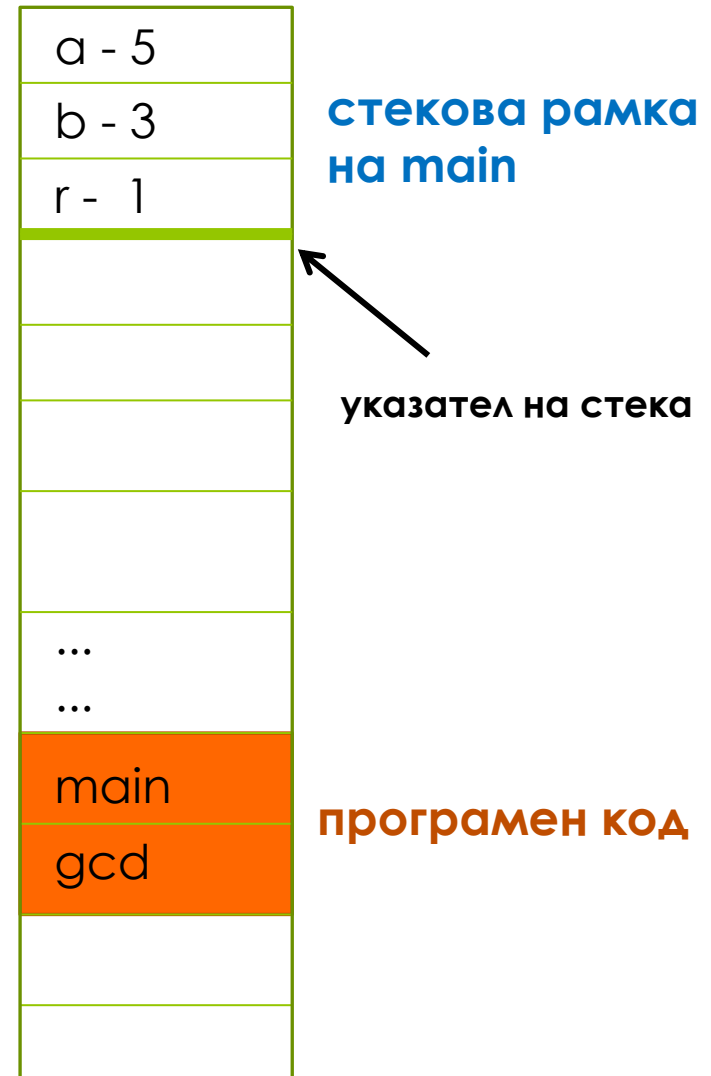 a - 5
b - 3
r - 1
стекова рамка
на main
указател на стека
...
...
main
gcd
програмен код